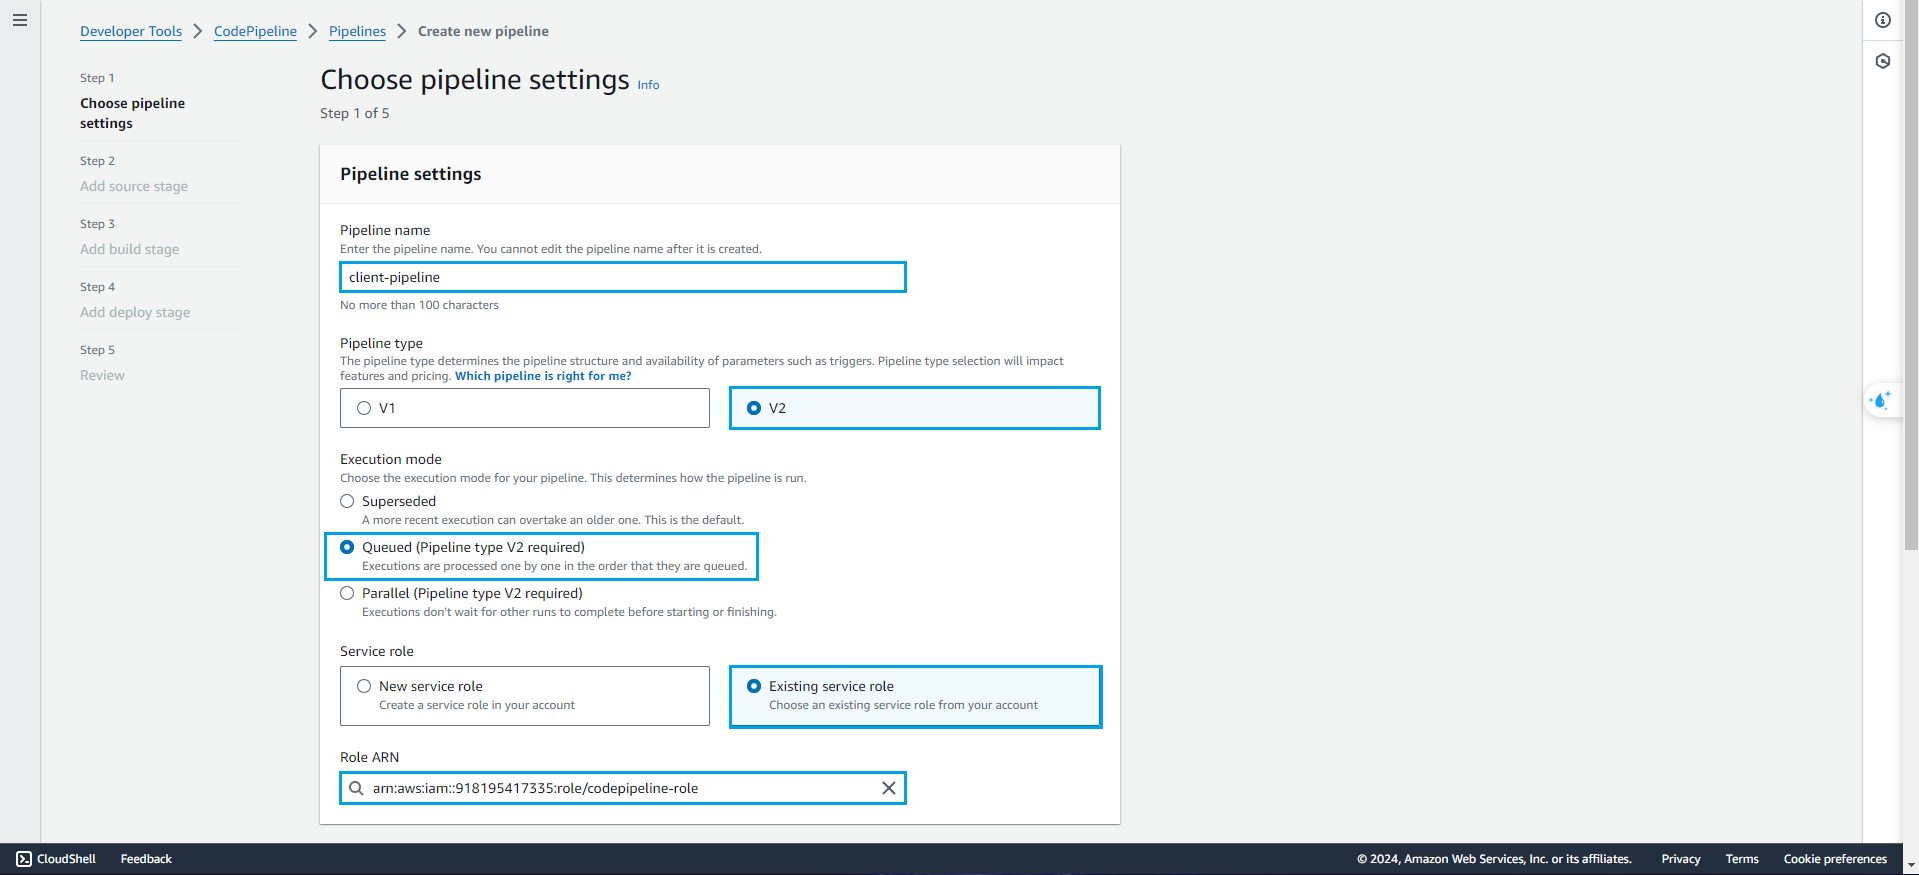 Developer Tools > CodePipeline > Pipelines > Create new pipeline
Step 1
Choose pipeline
settings
Step 2
Add source stage
Step 3
Add build stage
Step 4
Add deploy stage
Step 5
Review
Choose pipeline settings Info
Step 1 of 5
Pipeline settings
Pipeline name
Enter the pipeline name. You cannot edit the pipeline name after it is created.
client-pipeline
No more than 100 characters
Pipeline type
The pipeline type determines the pipeline structure and availability of parameters such as triggers. Pipeline type selection will impact
features and pricing. Which pipeline is right for me?
V1
V2
Execution mode
Choose the execution mode for your pipeline. This determines how the pipeline is run.
Superseded
A more recent execution can overtake an older one. This is the default.
Queued (Pipeline type V2 required)
Executions are processed one by one in the order that they are queued.
Parallel (Pipeline type V2 required)
Executions don't wait for other runs to complete before starting or finishing.
Service role
New service role
Create a service role in your account
Existing service role
Choose an existing service role from your account
Role ARN
arn:aws:iam::918195417335:role/codepipeline-role
CloudShell Feedback © 2024, Amazon Web Services, Inc. or its affiliates. Privacy Terms Cookie preferences